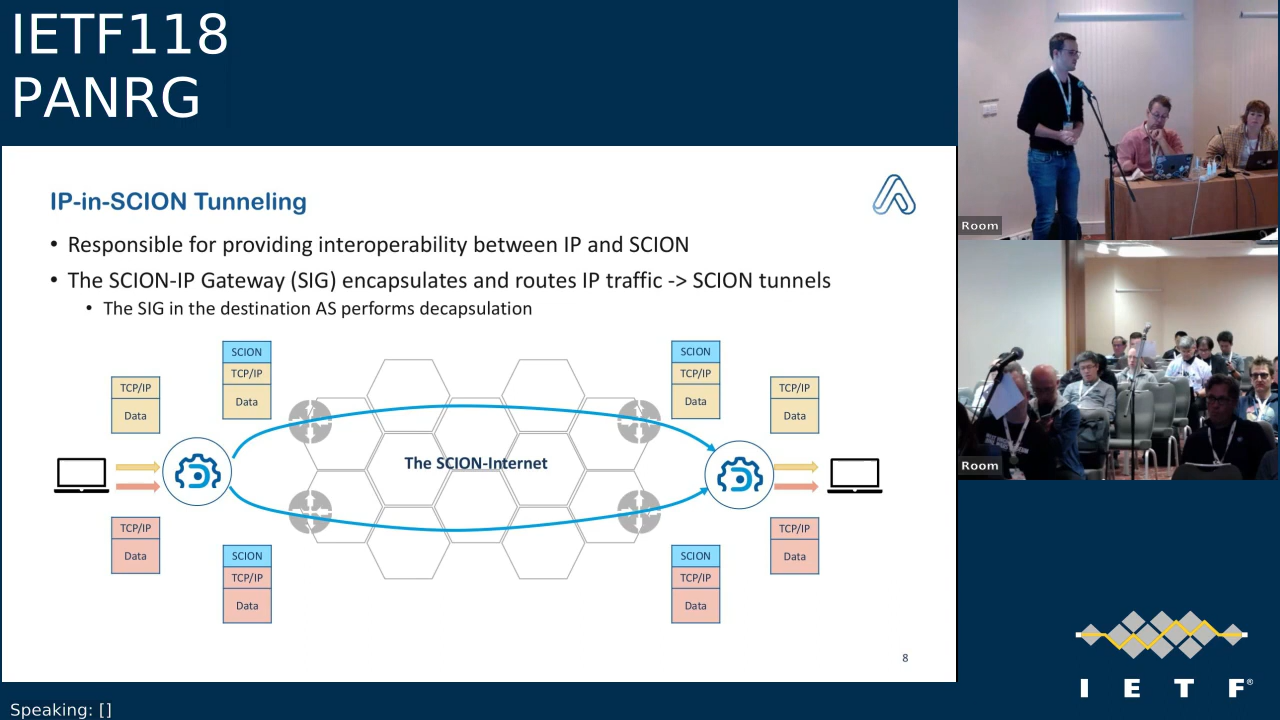 IETF118
PANRG
IP-in-SCION Tunneling
• Responsible for providing interoperability between IP and SCION
• The SCION-IP Gateway (SIG) encapsulates and routes IP traffic -> SCION tunnels
• The SIG in the destination AS performs decapsulation
TCP/IP
Data
SCION
TCP/IP
Data
SCION
TCP/IP
Data
TCP/IP
Data
The SCION-Internet
TCP/IP
Data
SCION
TCP/IP
Data
SCION
TCP/IP
Data
TCP/IP
Data
8
Room
Room
I E T F®
Speaking: []